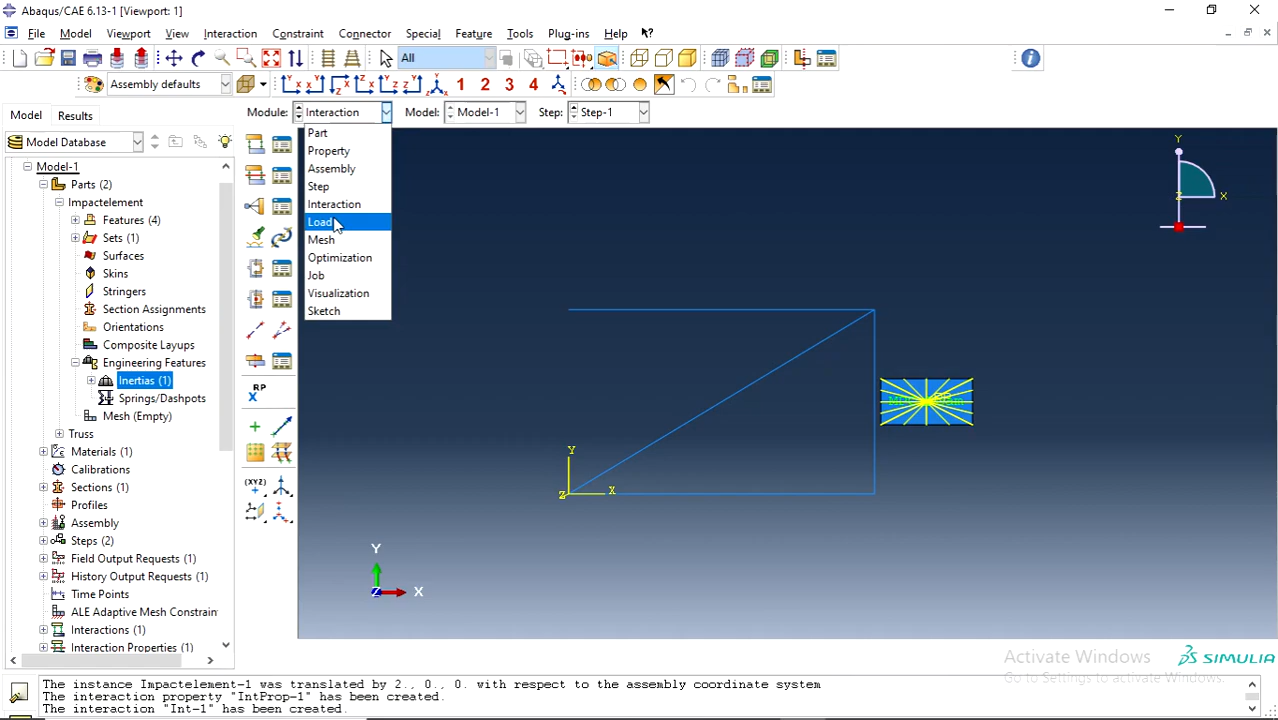 Abaqus/CAE 6.13-1 [Viewport: 1]
File Model Viewport View Interaction Constraint Connector Special Feature Tools Plug-ins Help
All
Assembly defaults 1 2 3 4
Model Results Module: Interaction Model: Model-1 Step: Step-1
Model Database
Part
Property
Assembly
Step
Interaction
Load
Mesh
Optimization
Job
Visualization
Sketch
Model-1
Parts (2)
Impactelement
Features (4)
Sets (1)
Surfaces
Skins
Stringers
Section Assignments
Orientations
Composite Layups
Engineering Features
Inertias (1)
Springs/Dashpots
Mesh (Empty)
Truss
Materials (1)
Calibrations
Sections (1)
Profiles
Assembly
Steps (2)
Field Output Requests (1)
History Output Requests (1)
Time Points
ALE Adaptive Mesh Constrain
Interactions (1)
Interaction Properties (1)
RP
(XYZ)
Y
Z X
Y
Z X
Y
Z X
Activate Windows
Go to Settings to activate Windows.
SIMULIA
The instance Impactelement-1 was translated by 2., 0., 0. with respect to the assembly coordinate system
The interaction property "IntProp-1" has been created.
The interaction "Int-1" has been created.